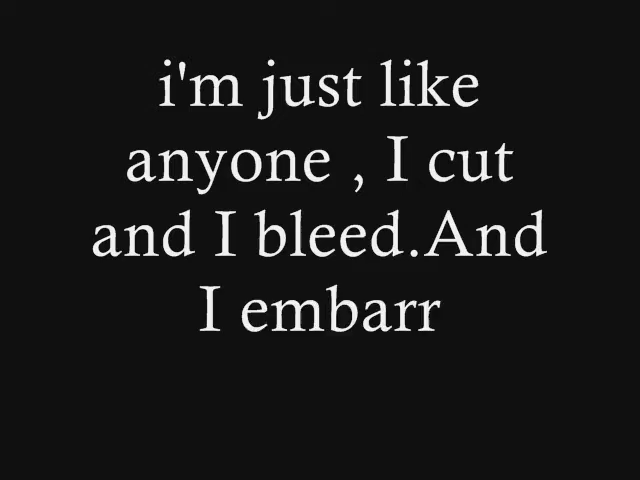 i'm just like
anyone , I cut
and I bleed.And
I embarr